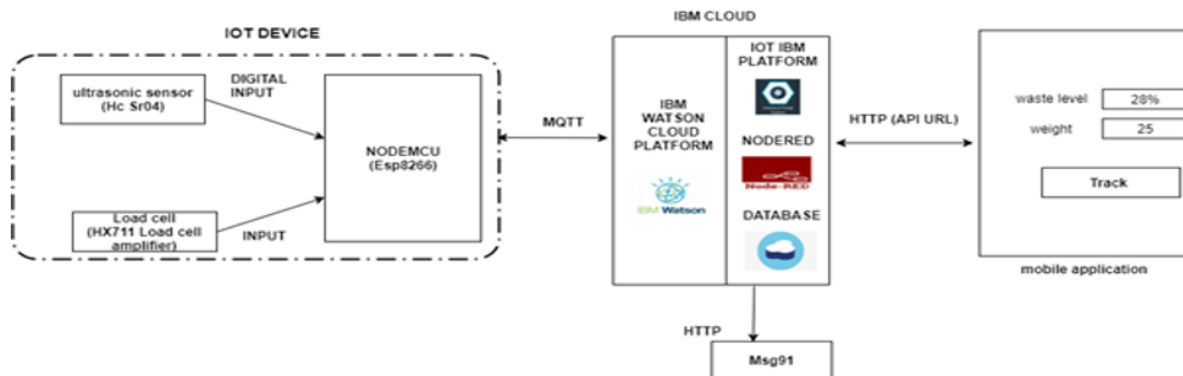 IOT DEVICE
ultrasonic sensor
(Hc Sr04)
DIGITAL
INPUT
NODEMCU
(Esp8266)
Load cell
(HX711 Load cell
amplifier)
INPUT
MQTT
IBM CLOUD
IBM
WATSON
CLOUD
PLATFORM
IBM Watson
IOT IBM
PLATFORM
NODERED
Node-RED
DATABASE
HTTP
Msg91
HTTP (API URL)
waste level
28%
weight
25
Track
mobile application